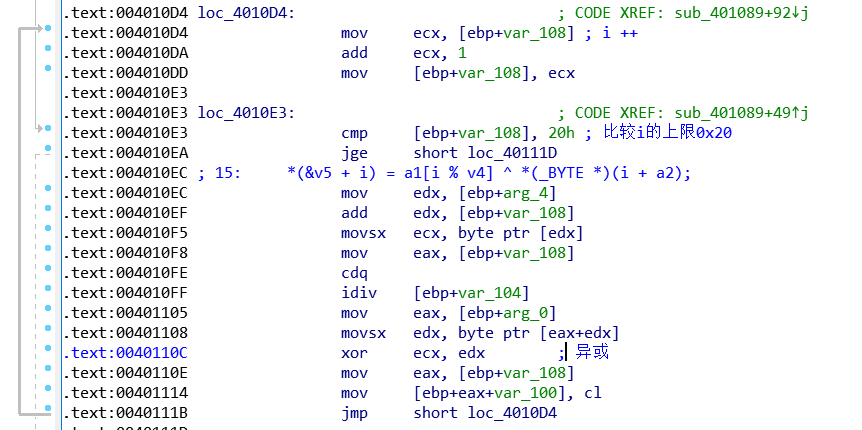 .text:004010D4 loc_4010D4: ; CODE XREF: sub_401089+92↓j
.text:004010D4 mov ecx, [ebp+var_108] ; i ++
.text:004010DA add ecx, 1
.text:004010DD mov [ebp+var_108], ecx
.text:004010E3
.text:004010E3 loc_4010E3: ; CODE XREF: sub_401089+49↑j
.text:004010E3 cmp [ebp+var_108], 20h ; 比较i的上限0x20
.text:004010EA jge short loc_40111D
.text:004010EC ; 15: *(&v5 + i) = a1[i % v4] ^ *(_BYTE *)(i + a2);
.text:004010EC mov edx, [ebp+arg_4]
.text:004010EF add edx, [ebp+var_108]
.text:004010F5 movsx ecx, byte ptr [edx]
.text:004010F8 mov eax, [ebp+var_108]
.text:004010FE cdq
.text:004010FF idiv [ebp+var_104]
.text:00401105 mov eax, [ebp+arg_0]
.text:00401108 movsx edx, byte ptr [eax+edx]
.text:0040110C xor ecx, edx ; 异或
.text:0040110E mov eax, [ebp+var_108]
.text:00401114 mov [ebp+eax+var_100], cl
.text:0040111B jmp short loc_4010D4